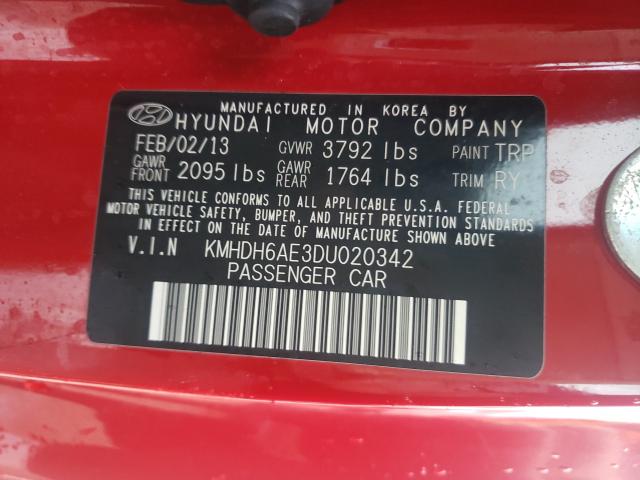 MANUFACTURED IN KOREA BY
HYUNDAI MOTOR COMPANY
FEB/02/13 GVWR 3792 lbs PAINT TRP
GAWR FRONT 2095 lbs GAWR REAR 1764 lbs TRIM RY
THIS VEHICLE CONFORMS TO ALL APPLICABLE U.S.A. FEDERAL
MOTOR VEHICLE SAFETY, BUMPER, AND THEFT PREVENTION STANDARDS
IN EFFECT ON THE DATE OF MANUFACTURE SHOWN ABOVE
V.I.N KMHDH6AE3DU020342
PASSENGER CAR